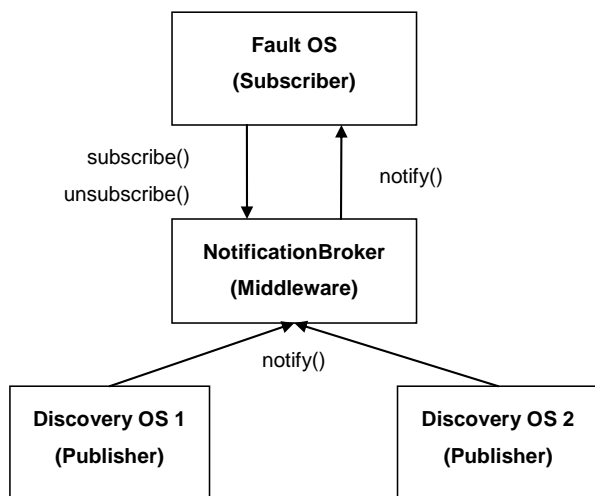 Fault OS
(Subscriber)
subscribe()
unsubscribe()
notify()
NotificationBroker
(Middleware)
notify()
Discovery OS 1
(Publisher)
Discovery OS 2
(Publisher)